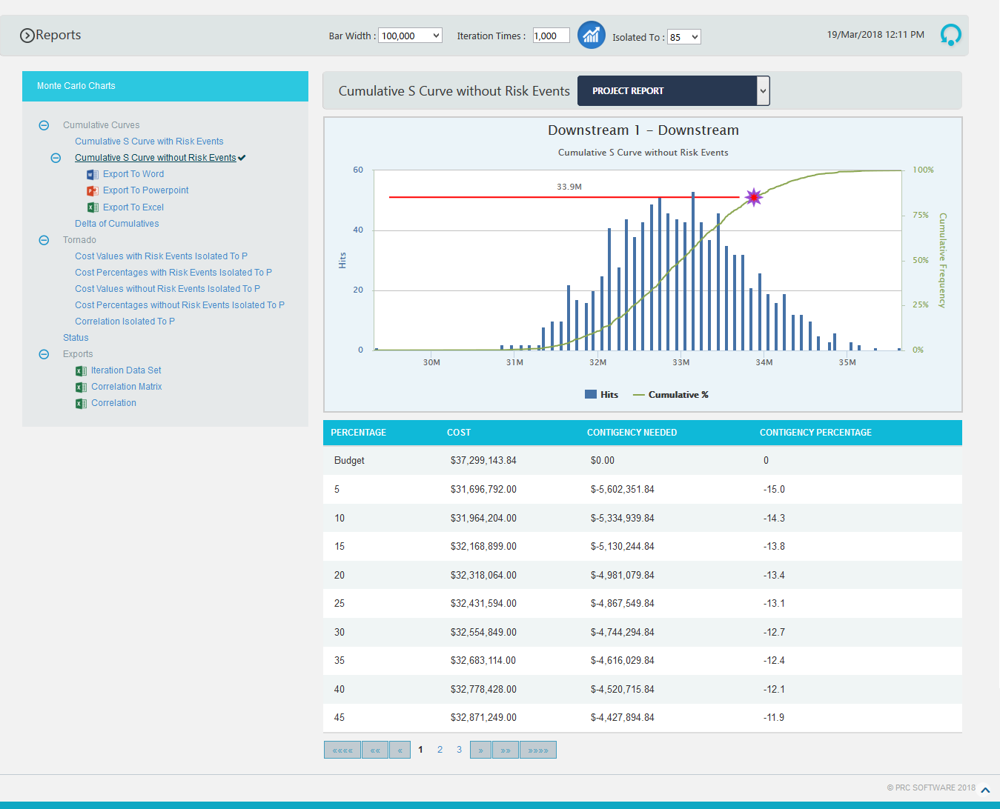 Reports
Bar Width : 100,000 Iteration Times : 1,000 Isolated To : 85
19/Mar/2018 12:11 PM
Monte Carlo Charts
Cumulative Curves
Cumulative S Curve with Risk Events
Cumulative S Curve without Risk Events
Export To Word
Export To Powerpoint
Export To Excel
Delta of Cumulatives
Tornado
Cost Values with Risk Events Isolated To P
Cost Percentages with Risk Events Isolated To P
Cost Values without Risk Events Isolated To P
Cost Percentages without Risk Events Isolated To P
Correlation Isolated To P
Status
Exports
Iteration Data Set
Correlation Matrix
Correlation
Cumulative S Curve without Risk Events PROJECT REPORT
Downstream 1 - Downstream
Cumulative S Curve without Risk Events
60 100%
33.9M
75%
40
Hits
50%
Cumulative Frequency
20
25%
0 0%
30M 31M 32M 33M 34M 35M
Hits Cumulative %
PERCENTAGE COST CONTIGENCY NEEDED CONTIGENCY PERCENTAGE
Budget $37,299,143.84 $0.00 0
5 $31,696,792.00 $-5,602,351.84 -15.0
10 $31,964,204.00 $-5,334,939.84 -14.3
15 $32,168,899.00 $-5,130,244.84 -13.8
20 $32,318,064.00 $-4,981,079.84 -13.4
25 $32,431,594.00 $-4,867,549.84 -13.1
30 $32,554,849.00 $-4,744,294.84 -12.7
35 $32,683,114.00 $-4,616,029.84 -12.4
40 $32,778,428.00 $-4,520,715.84 -12.1
45 $32,871,249.00 $-4,427,894.84 -11.9
«««« «« « 1 2 3 » »» »»»»
© PRC SOFTWARE 2018